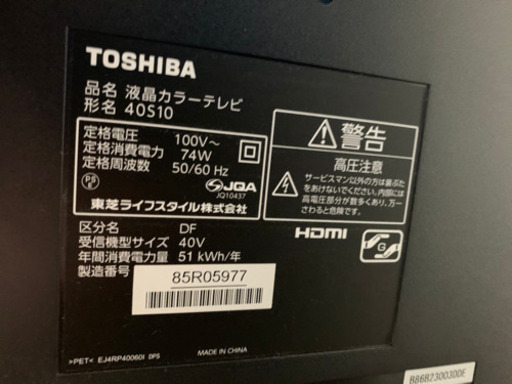 TOSHIBA
品名 液晶カラーテレビ
形名 40S10
定格電圧 100V～
定格消費電力 74W
定格周波数 50/60 Hz
PS E
JQA
JQ10437
東芝ライフスタイル株式会社
警告
高圧注意
サービスマン以外の方は裏ぶた
をあけないでください。内部には
高電圧部分が数多くあり、万一
さわると危険です。
区分名 DF
受信機型サイズ 40V
年間消費電力量 51 kWh/年
製造番号
85R05977
HDMI
G
>PET< EJ4RP40060I DPS
MADE IN CHINA
B86B230030DE